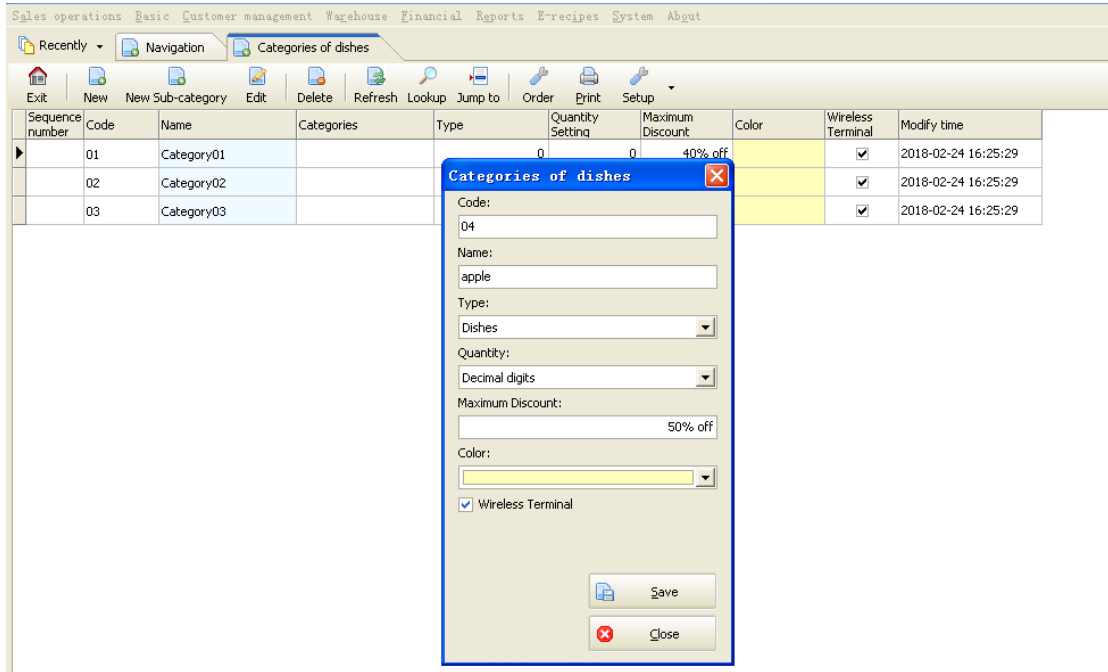 Sales operations Basic Customer management Warehouse Financial Reports E-recipes System About
Recently Navigation Categories of dishes
Exit New New Sub-category Edit Delete Refresh Lookup Jump to Order Print Setup
Sequence number Code Name Categories Type Quantity Setting Maximum Discount Color Wireless Terminal Modify time
01 Category01 0 0 40% off 2018-02-24 16:25:29
02 Category02 2018-02-24 16:25:29
03 Category03 2018-02-24 16:25:29
Categories of dishes
Code:
04
Name:
apple
Type:
Dishes
Quantity:
Decimal digits
Maximum Discount:
50% off
Color:
Wireless Terminal
Save
Close